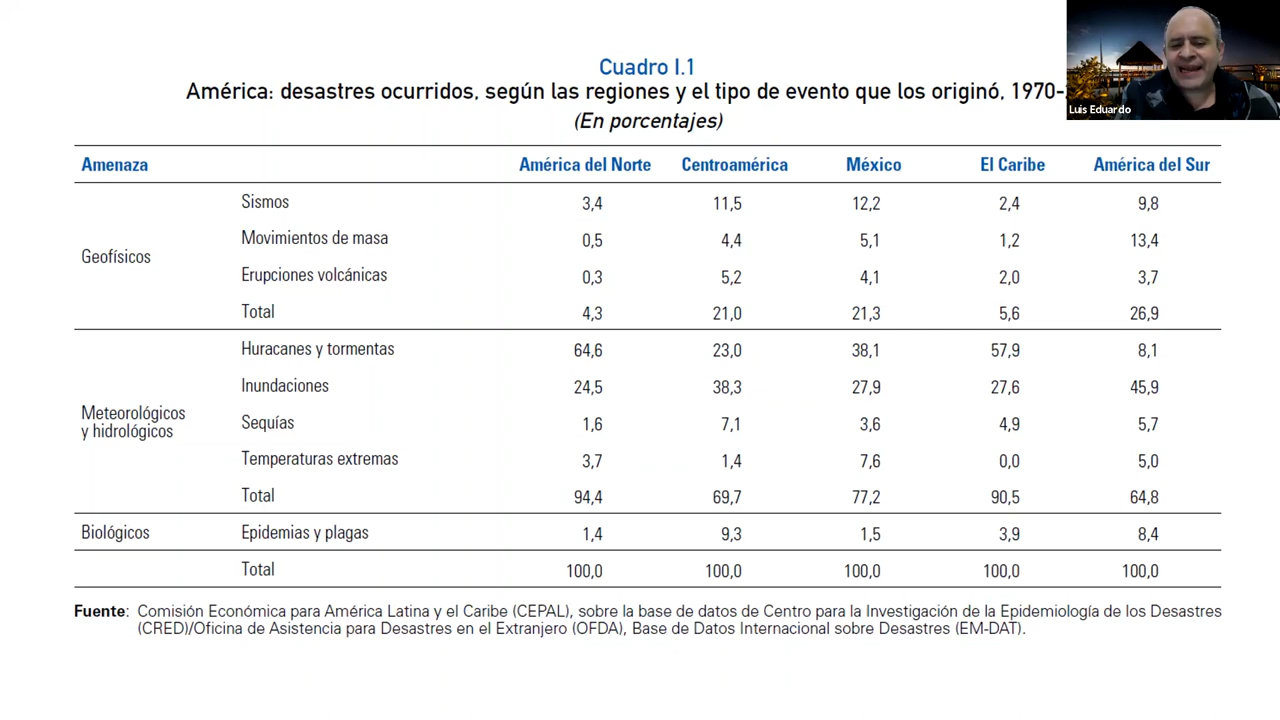 Cuadro I.1
América: desastres ocurridos, según las regiones y el tipo de evento que los originó, 1970-
(En porcentajes)
Luis Eduardo
Amenaza América del Norte Centroamérica México El Caribe América del Sur
Geofísicos
Sismos 3,4 11,5 12,2 2,4 9,8
Movimientos de masa 0,5 4,4 5,1 1,2 13,4
Erupciones volcánicas 0,3 5,2 4,1 2,0 3,7
Total 4,3 21,0 21,3 5,6 26,9
Meteorológicos
y hidrológicos
Huracanes y tormentas 64,6 23,0 38,1 57,9 8,1
Inundaciones 24,5 38,3 27,9 27,6 45,9
Sequías 1,6 7,1 3,6 4,9 5,7
Temperaturas extremas 3,7 1,4 7,6 0,0 5,0
Total 94,4 69,7 77,2 90,5 64,8
Biológicos Epidemias y plagas 1,4 9,3 1,5 3,9 8,4
Total 100,0 100,0 100,0 100,0 100,0
Fuente: Comisión Económica para América Latina y el Caribe (CEPAL), sobre la base de datos de Centro para la Investigación de la Epidemiología de los Desastres
(CRED)/Oficina de Asistencia para Desastres en el Extranjero (OFDA), Base de Datos Internacional sobre Desastres (EM-DAT).